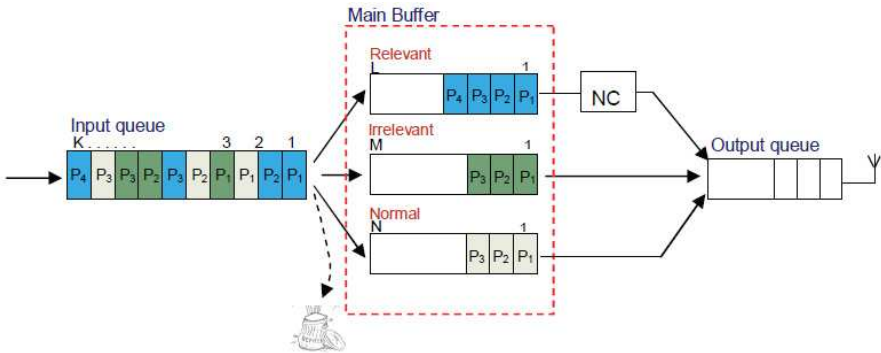 Main Buffer
Relevant
L 1
P4 P3 P2 P1
NC
Input queue
K...... 3 2 1
P4 P3 P3 P2 P3 P2 P1 P1 P2 P1
Irrelevant
M 1
P3 P2 P1
Output queue
Normal
N 1
P3 P2 P1